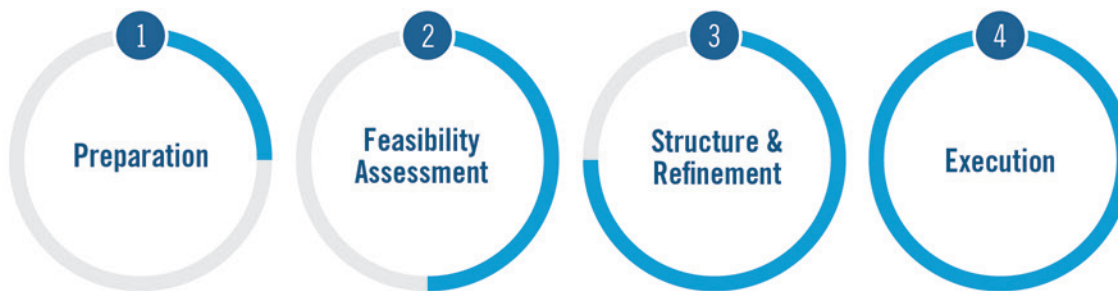 1
Preparation
2
Feasibility
Assessment
3
Structure &
Refinement
4
Execution